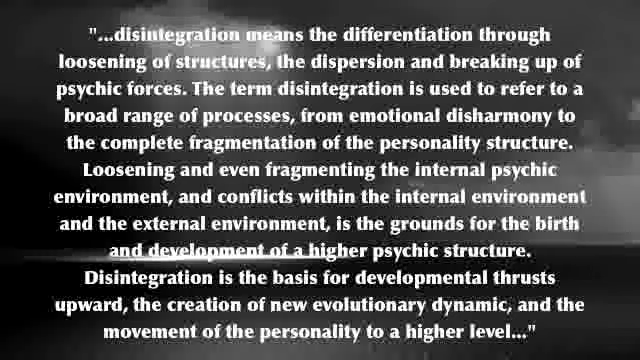 "...disintegration means the differentiation through
loosening of structures, the dispersion and breaking up of
psychic forces. The term disintegration is used to refer to a
broad range of processes, from emotional disharmony to
the complete fragmentation of the personality structure.
Loosening and even fragmenting the internal psychic
environment, and conflicts within the internal environment
and the external environment, is the grounds for the birth
and development of a higher psychic structure.
Disintegration is the basis for developmental thrusts
upward, the creation of new evolutionary dynamic, and the
movement of the personality to a higher level..."